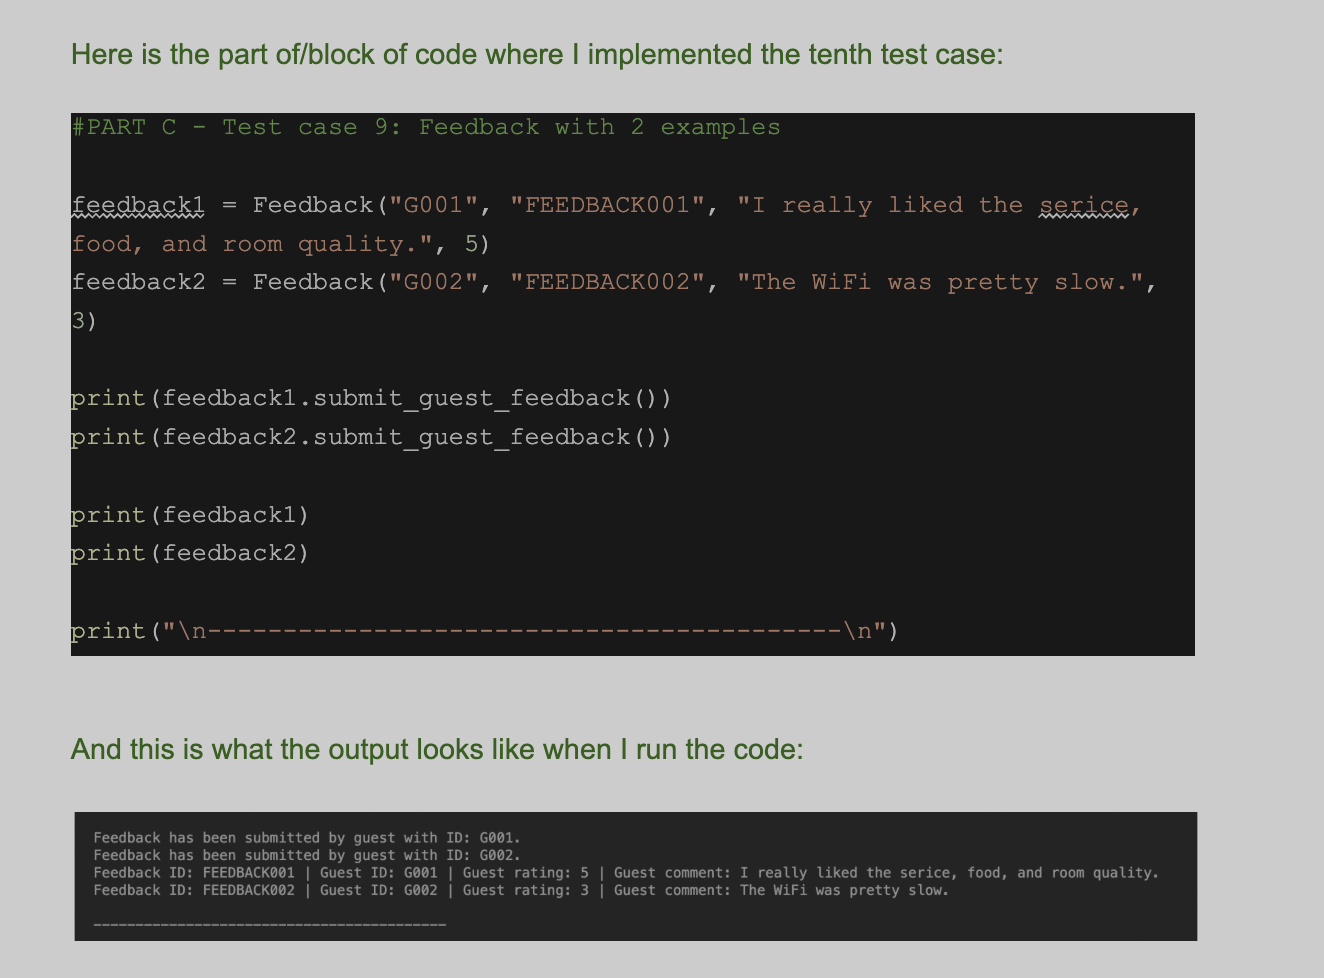 Here is the part of/block of code where I implemented the tenth test case:
#PART C - Test case 9: Feedback with 2 examples
feedback1 = Feedback("G001", "FEEDBACK001", "I really liked the serice,
food, and room quality.", 5)
feedback2 = Feedback("G002", "FEEDBACK002", "The WiFi was pretty slow.",
3)
print(feedback1.submit_guest_feedback())
print(feedback2.submit_guest_feedback())
print(feedback1)
print(feedback2)
print("\n------------------------------------------\n")
And this is what the output looks like when I run the code:
Feedback has been submitted by guest with ID: G001.
Feedback has been submitted by guest with ID: G002.
Feedback ID: FEEDBACK001 | Guest ID: G001 | Guest rating: 5 | Guest comment: I really liked the serice, food, and room quality.
Feedback ID: FEEDBACK002 | Guest ID: G002 | Guest rating: 3 | Guest comment: The WiFi was pretty slow.
------------------------------------------